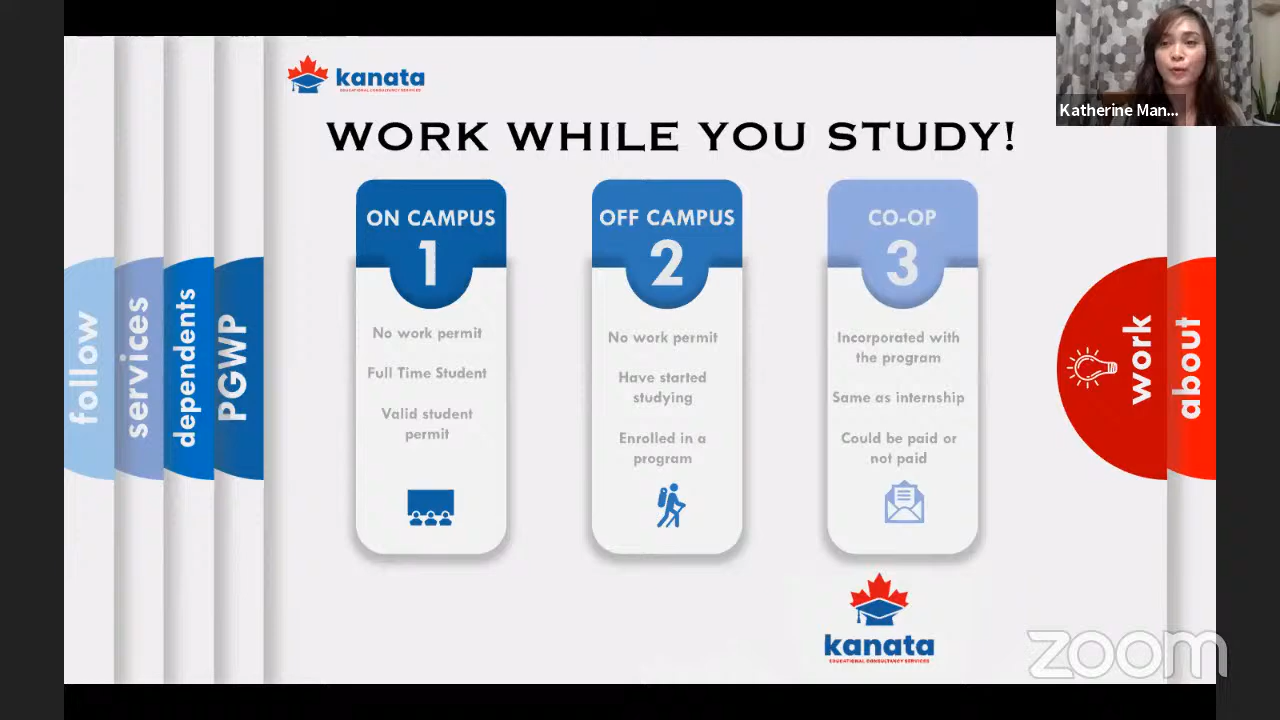 kanata
EDUCATIONAL CONSULTANCY SERVICES
Katherine Man...
WORK WHILE YOU STUDY!
ON CAMPUS
1
No work permit
Full Time Student
Valid student
permit
OFF CAMPUS
2
No work permit
Have started
studying
Enrolled in a
program
CO-OP
3
Incorporated with
the program
Same as internship
Could be paid or
not paid
follow
services
dependents
PGWP
work
about
kanata
EDUCATIONAL CONSULTANCY SERVICES
zoom